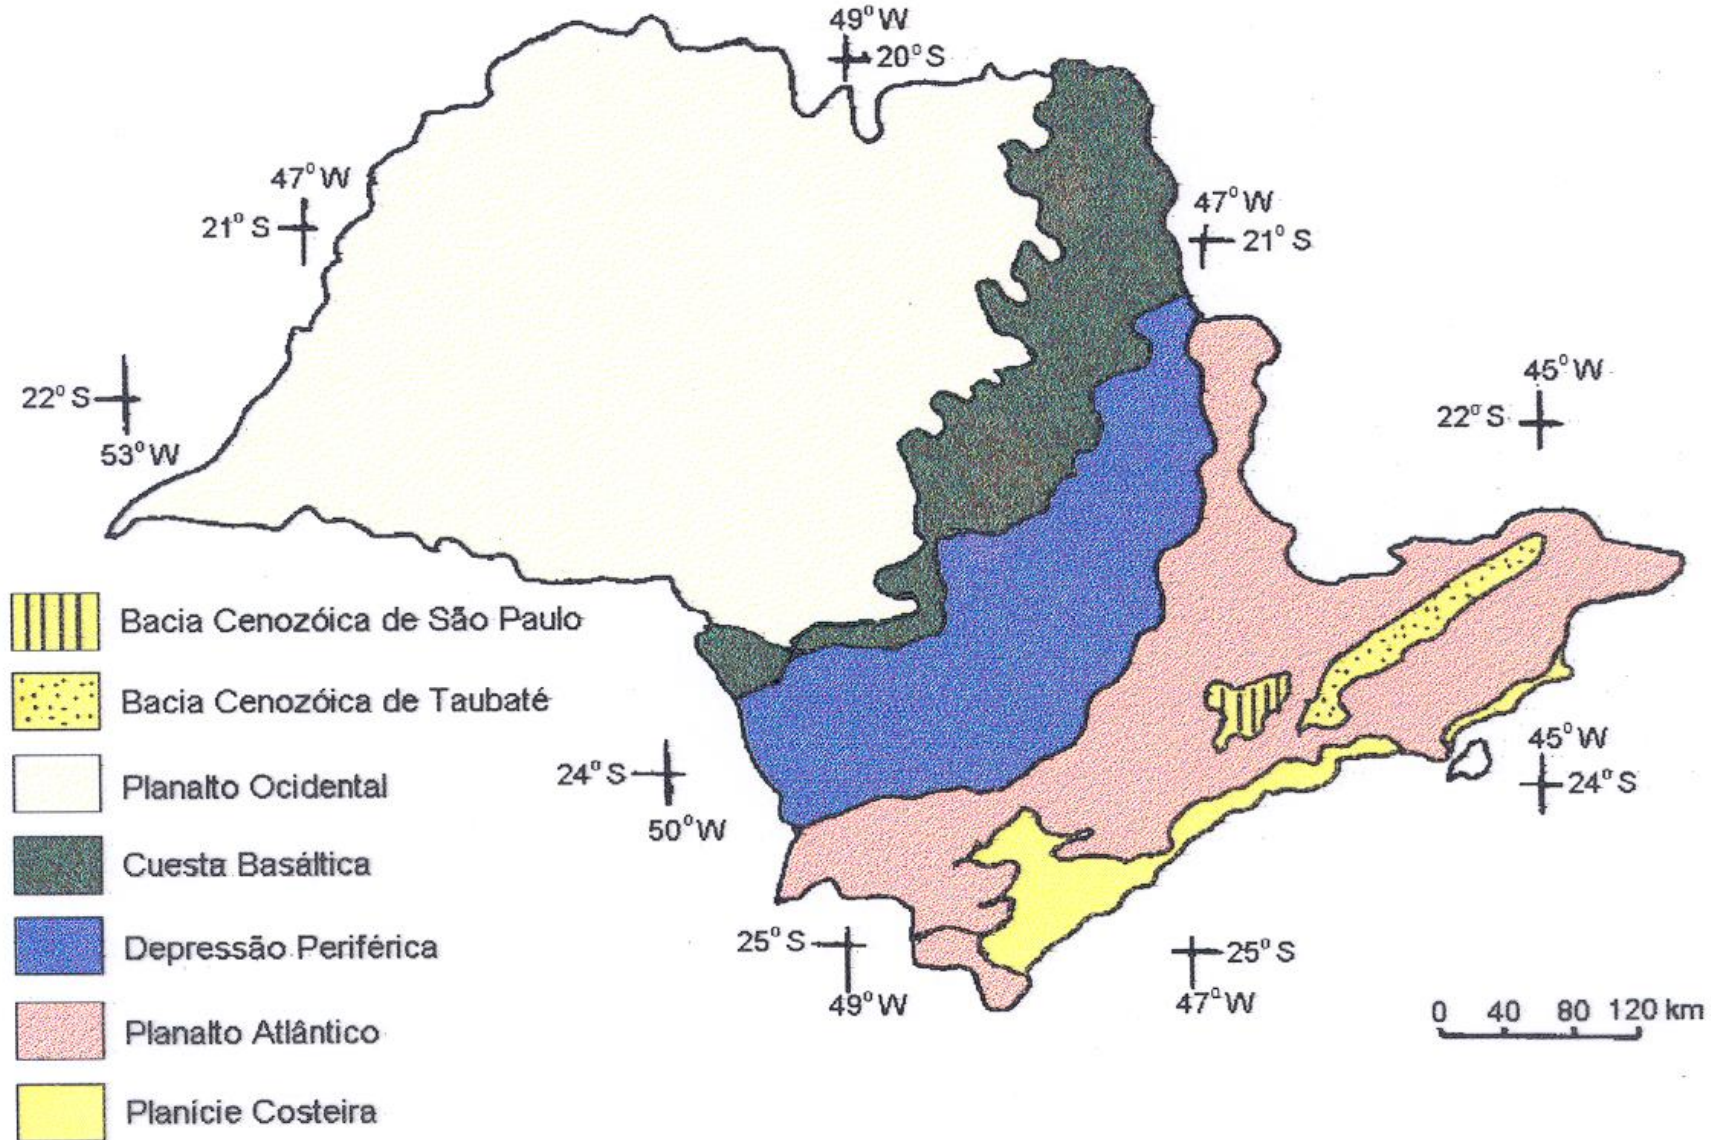 49° W
20° S
47° W
21° S
47° W
21° S
45° W
22° S
22° S
53° W
Bacia Cenozóica de São Paulo
Bacia Cenozóica de Taubaté
Planalto Ocidental
Cuesta Basáltica
Depressão Periférica
Planalto Atlântico
Planície Costeira
24° S
50° W
45° W
24° S
25° S
49° W
25° S
47° W
0 40 80 120 km